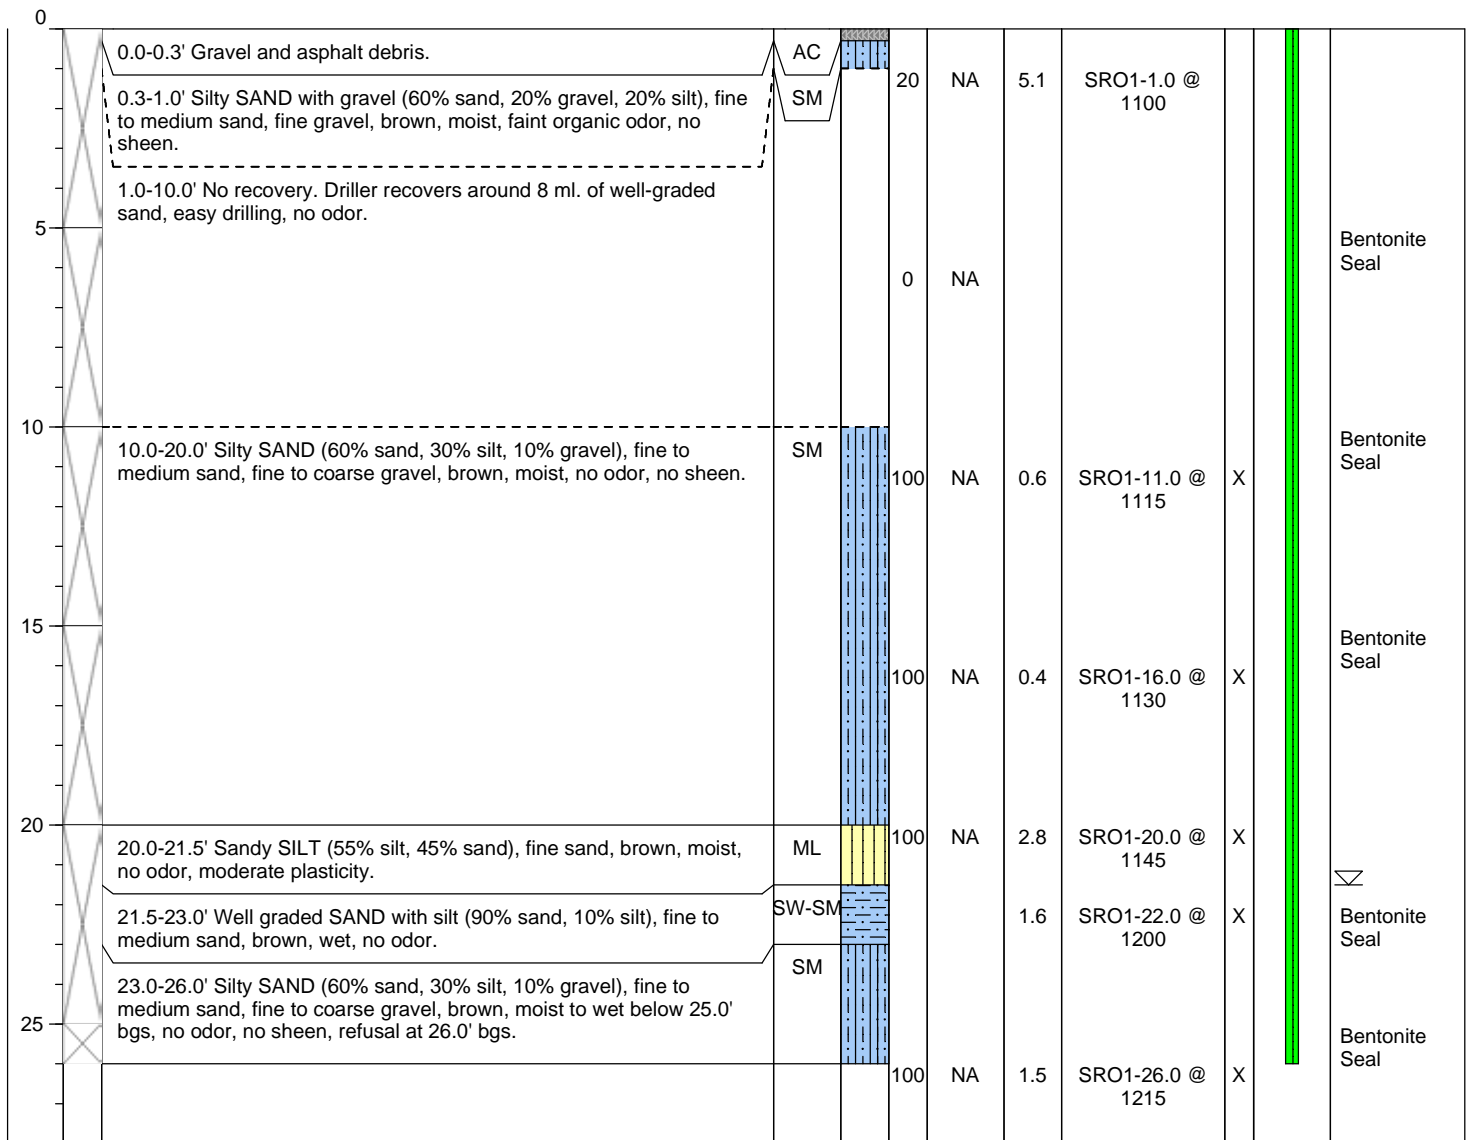 0
0.0-0.3' Gravel and asphalt debris.
AC
0.3-1.0' Silty SAND with gravel (60% sand, 20% gravel, 20% silt), fine
to medium sand, fine gravel, brown, moist, faint organic odor, no
sheen.
SM
20
NA
5.1
SRO1-1.0 @
1100
1.0-10.0' No recovery. Driller recovers around 8 ml. of well-graded
sand, easy drilling, no odor.
5
Bentonite
Seal
0
NA
10
10.0-20.0' Silty SAND (60% sand, 30% silt, 10% gravel), fine to
medium sand, fine to coarse gravel, brown, moist, no odor, no sheen.
SM
Bentonite
Seal
100
NA
0.6
SRO1-11.0 @
1115
X
15
Bentonite
Seal
100
NA
0.4
SRO1-16.0 @
1130
X
20
20.0-21.5' Sandy SILT (55% silt, 45% sand), fine sand, brown, moist,
no odor, moderate plasticity.
ML
100
NA
2.8
SRO1-20.0 @
1145
X
21.5-23.0' Well graded SAND with silt (90% sand, 10% silt), fine to
medium sand, brown, wet, no odor.
SW-SM
1.6
SRO1-22.0 @
1200
X
Bentonite
Seal
23.0-26.0' Silty SAND (60% sand, 30% silt, 10% gravel), fine to
medium sand, fine to coarse gravel, brown, moist to wet below 25.0'
bgs, no odor, no sheen, refusal at 26.0' bgs.
SM
25
Bentonite
Seal
100
NA
1.5
SRO1-26.0 @
1215
X